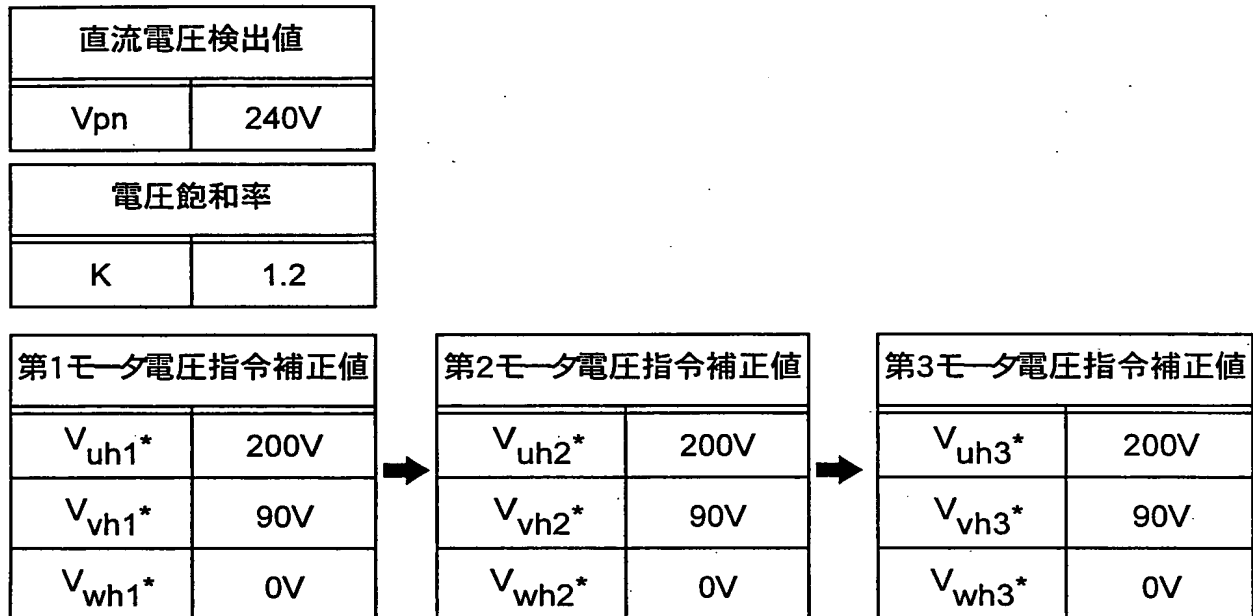 直流電圧検出値
Vpn 240V
電圧飽和率
K 1.2
第1モータ電圧指令補正値 第2モータ電圧指令補正値 第3モータ電圧指令補正値
Vuh1* 200V Vuh2* 200V Vuh3* 200V
Vvh1* 90V Vvh2* 90V Vvh3* 90V
Vwh1* 0V Vwh2* 0V Vwh3* 0V